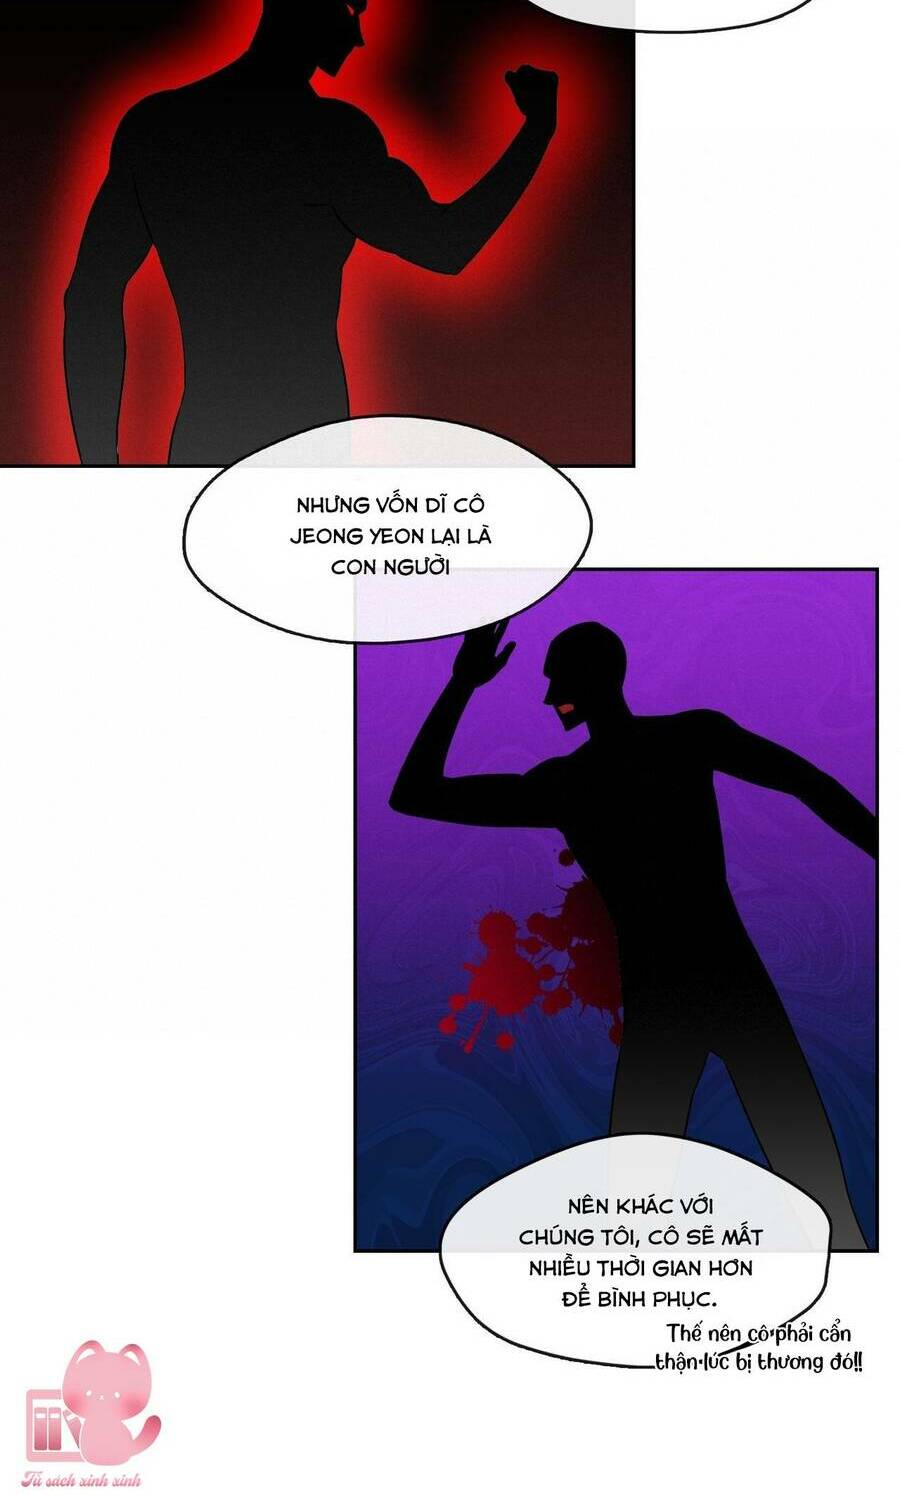 NHƯNG VỐN DĨ CÔ
JEONG YEON LẠI LÀ
CON NGƯỜI
NÊN KHÁC VỚI
CHÚNG TÔI, CÔ SẼ MẤT
NHIỀU THỜI GIAN HƠN
ĐỂ BÌNH PHỤC.
Thế nên cô phải cẩn
thận lúc bị thương đó!!
Tủ sách xinh xinh